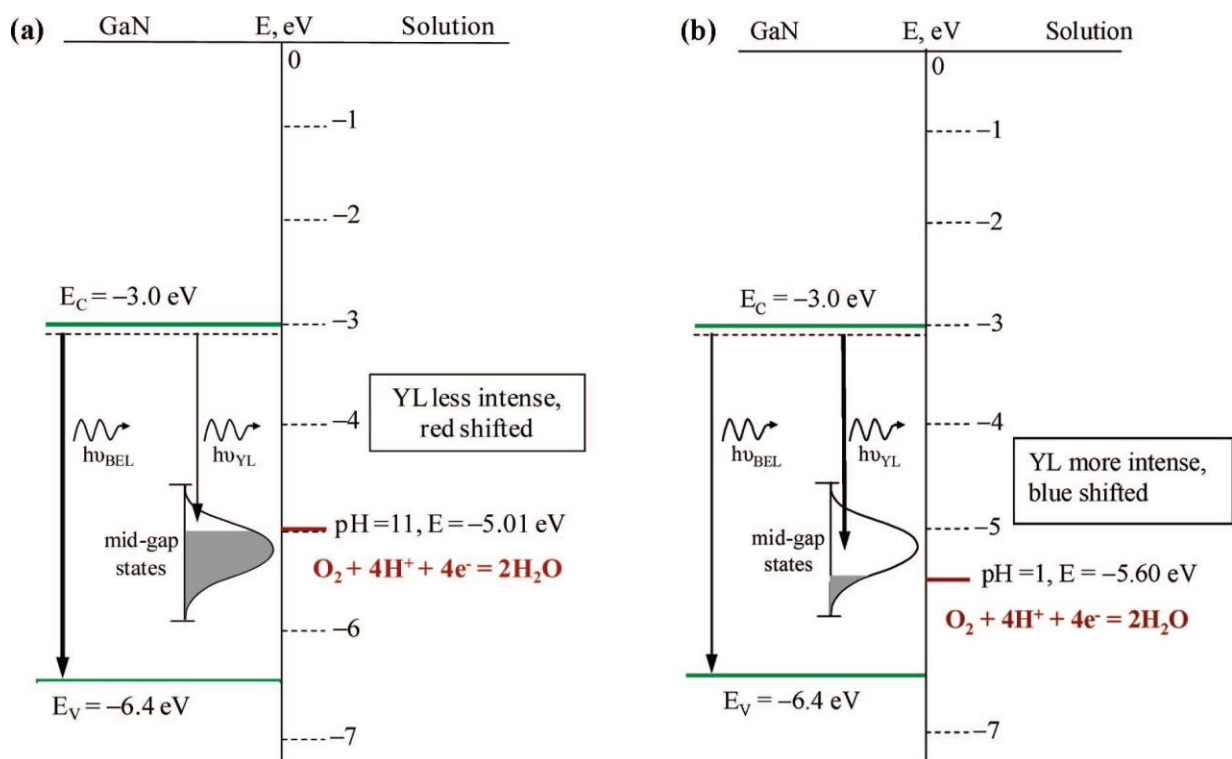 (a)
GaN E, eV Solution
0
–1
–2
E_C = –3.0 eV
–3
YL less intense,
red shifted
–4
hυ_BEL hυ_YL
mid-gap
states
pH =11, E = –5.01 eV
O₂ + 4H⁺ + 4e⁻ = 2H₂O
–6
E_V = –6.4 eV
–7
(b)
GaN E, eV Solution
0
–1
–2
E_C = –3.0 eV
–3
–4
hυ_BEL hυ_YL
YL more intense,
blue shifted
–5
mid-gap
states
pH =1, E = –5.60 eV
O₂ + 4H⁺ + 4e⁻ = 2H₂O
E_V = –6.4 eV
–7